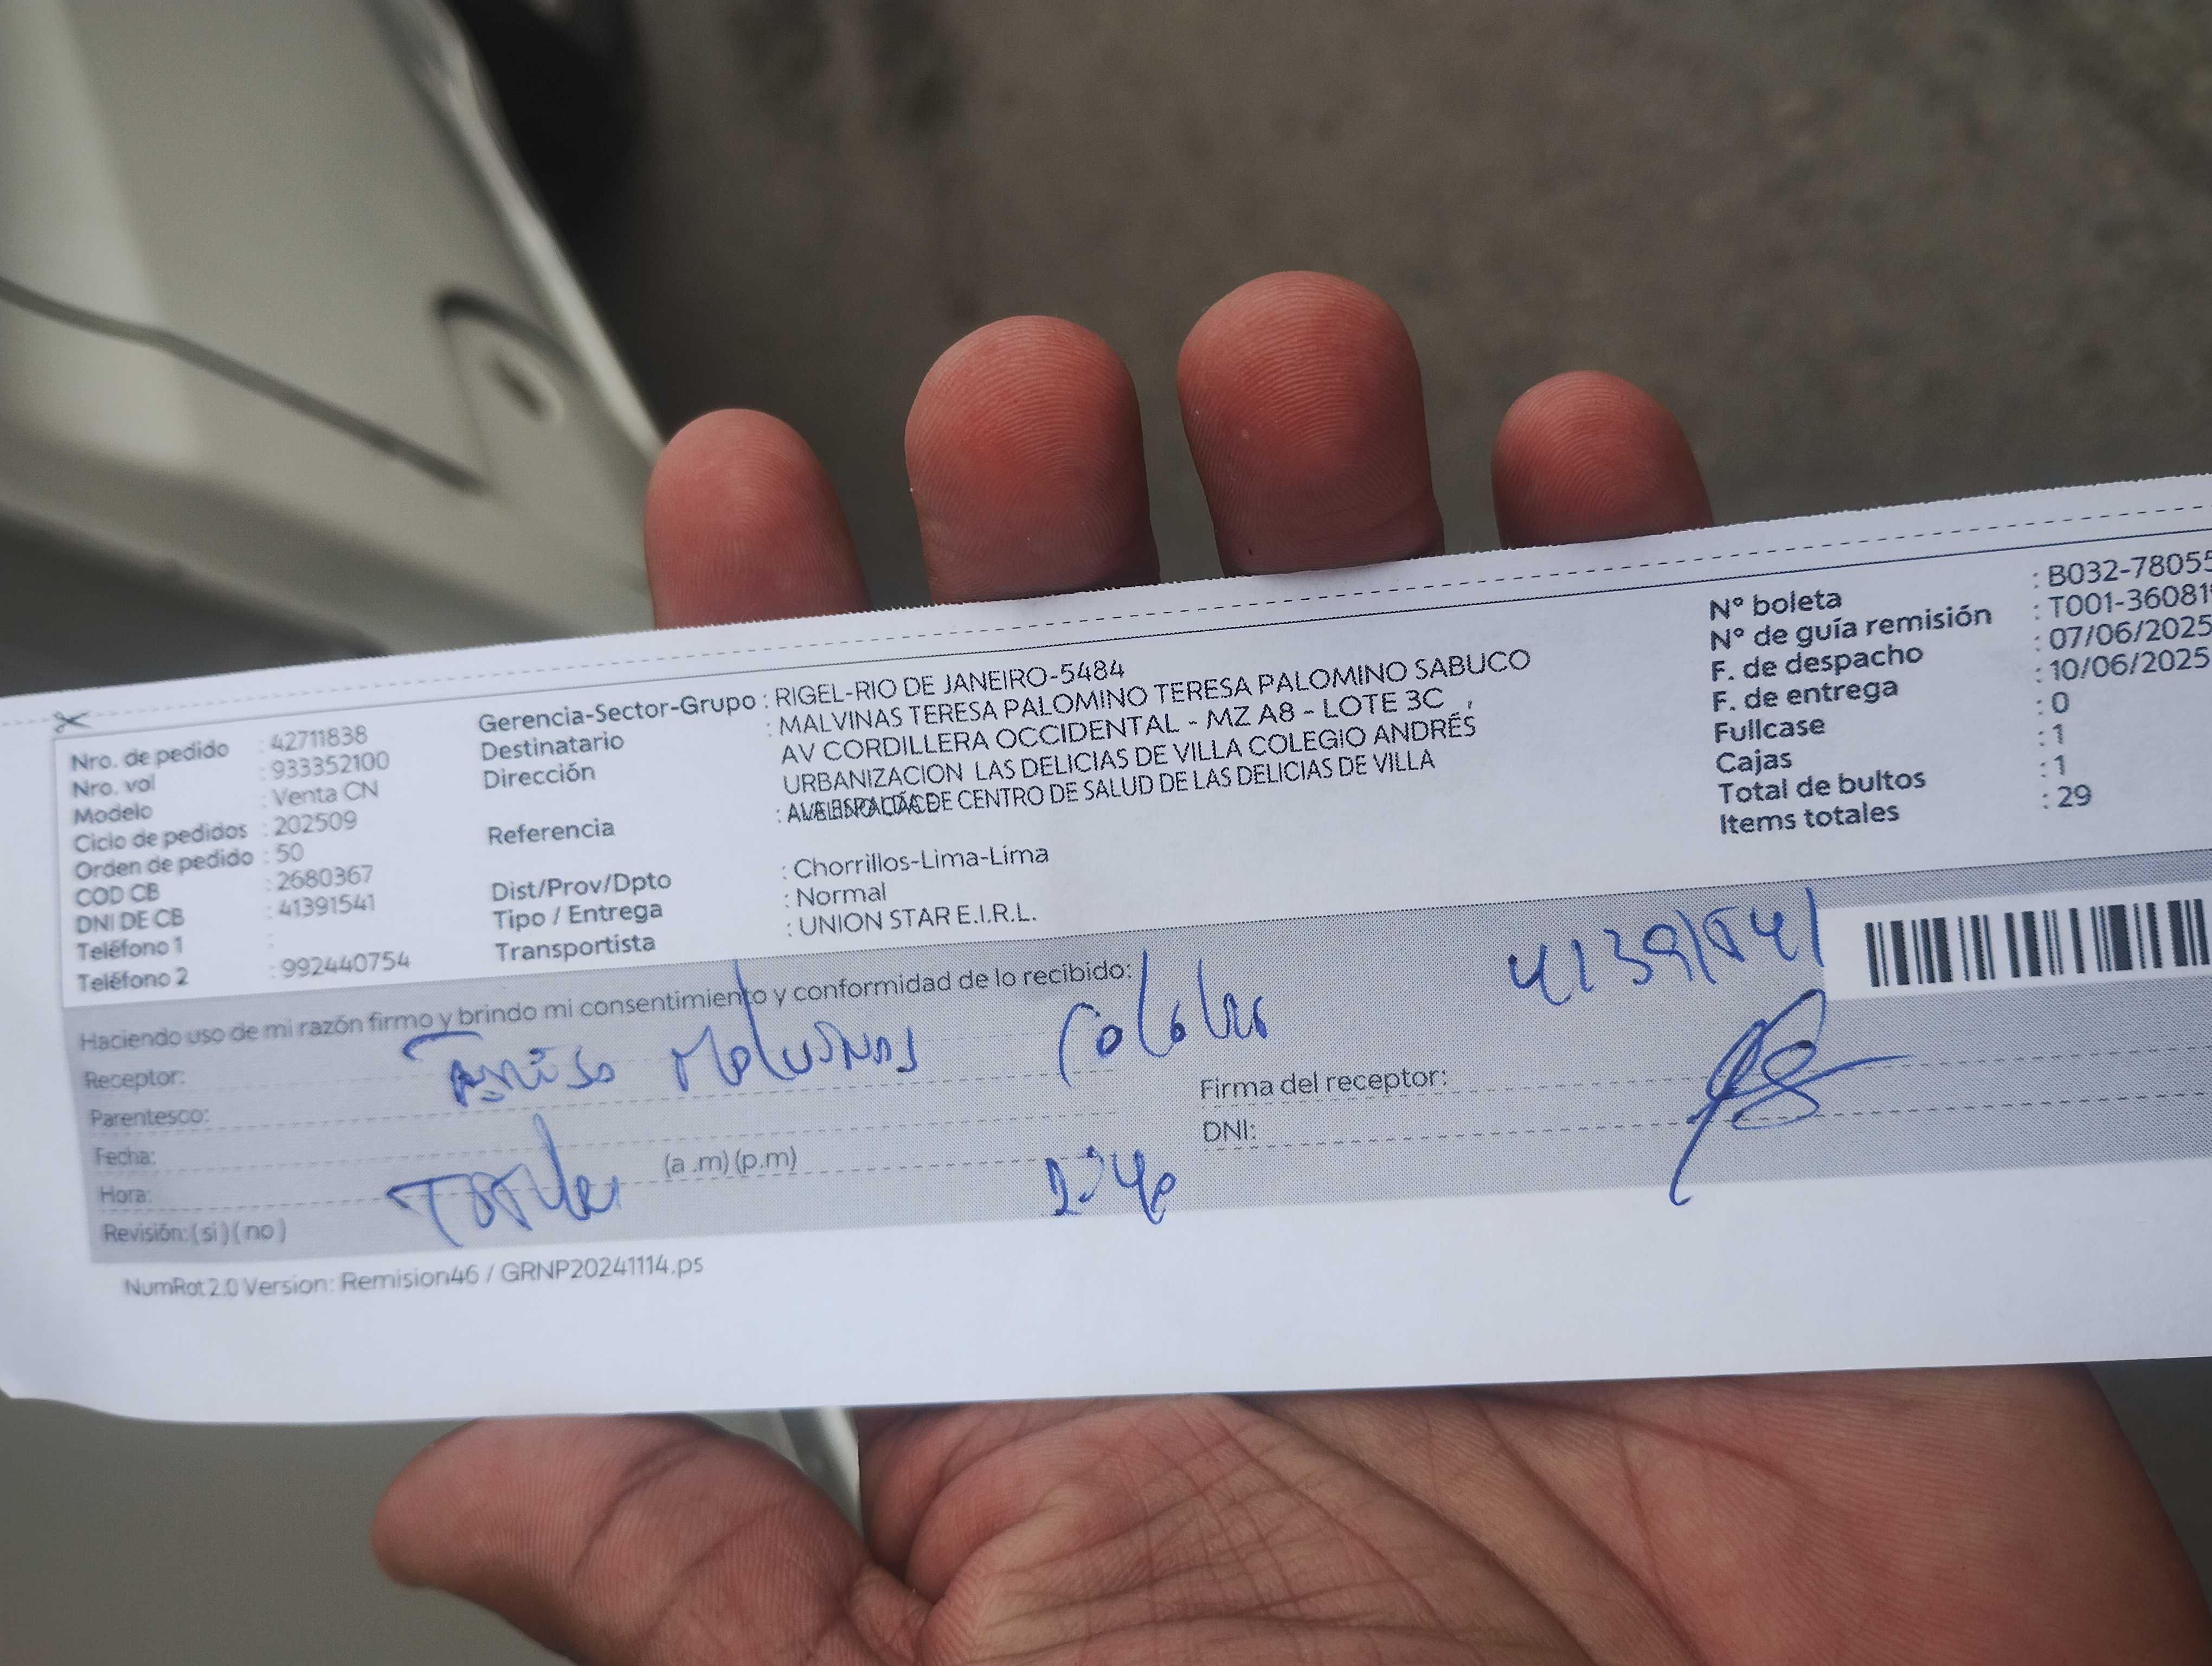 Nro. de pedido : 42711838
Nro. vol : 933352100
Modelo : Venta CN
Ciclo de pedidos : 202509
Orden de pedido : 50
COD CB : 2680367
DNI DE CB : 41391541
Teléfono 1 :
Teléfono 2 : 992440754
Gerencia-Sector-Grupo : RIGEL-RIO DE JANEIRO-5484
Destinatario : MALVINAS TERESA PALOMINO TERESA PALOMINO SABUCO
Dirección AV CORDILLERA OCCIDENTAL - MZ A8 - LOTE 3C ,
URBANIZACION LAS DELICIAS DE VILLA COLEGIO ANDRÉS
Referencia : DE CENTRO DE SALUD DE LAS DELICIAS DE VILLA
Dist/Prov/Dpto : Chorrillos-Lima-Lima
Tipo / Entrega : Normal
Transportista : UNION STAR E.I.R.L.
N° boleta : B032-78055
N° de guía remisión : T001-36081
F. de despacho : 07/06/2025
F. de entrega : 10/06/2025
Fullcase : 0
Cajas : 1
Total de bultos : 1
Items totales : 29
Haciendo uso de mi razón firmo y brindo mi consentimiento y conformidad de lo recibido:
41391541
Receptor: Malvinas
Parentesco:
Fecha:
Hora: (a .m) (p.m)
Revisión: ( si ) ( no )
Firma del receptor:
DNI:
2:40
NumRot 2.0 Version: Remision46 / GRNP20241114.ps